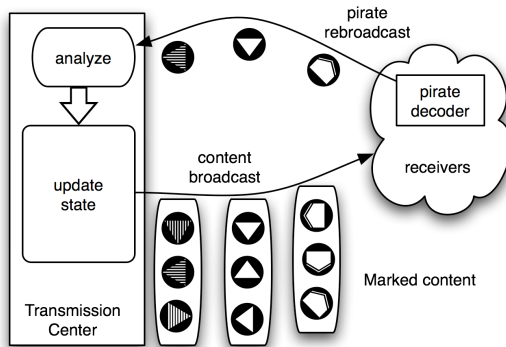 pirate
rebroadcast
analyze
pirate
decoder
content
broadcast
receivers
update
state
Marked content
Transmission
Center